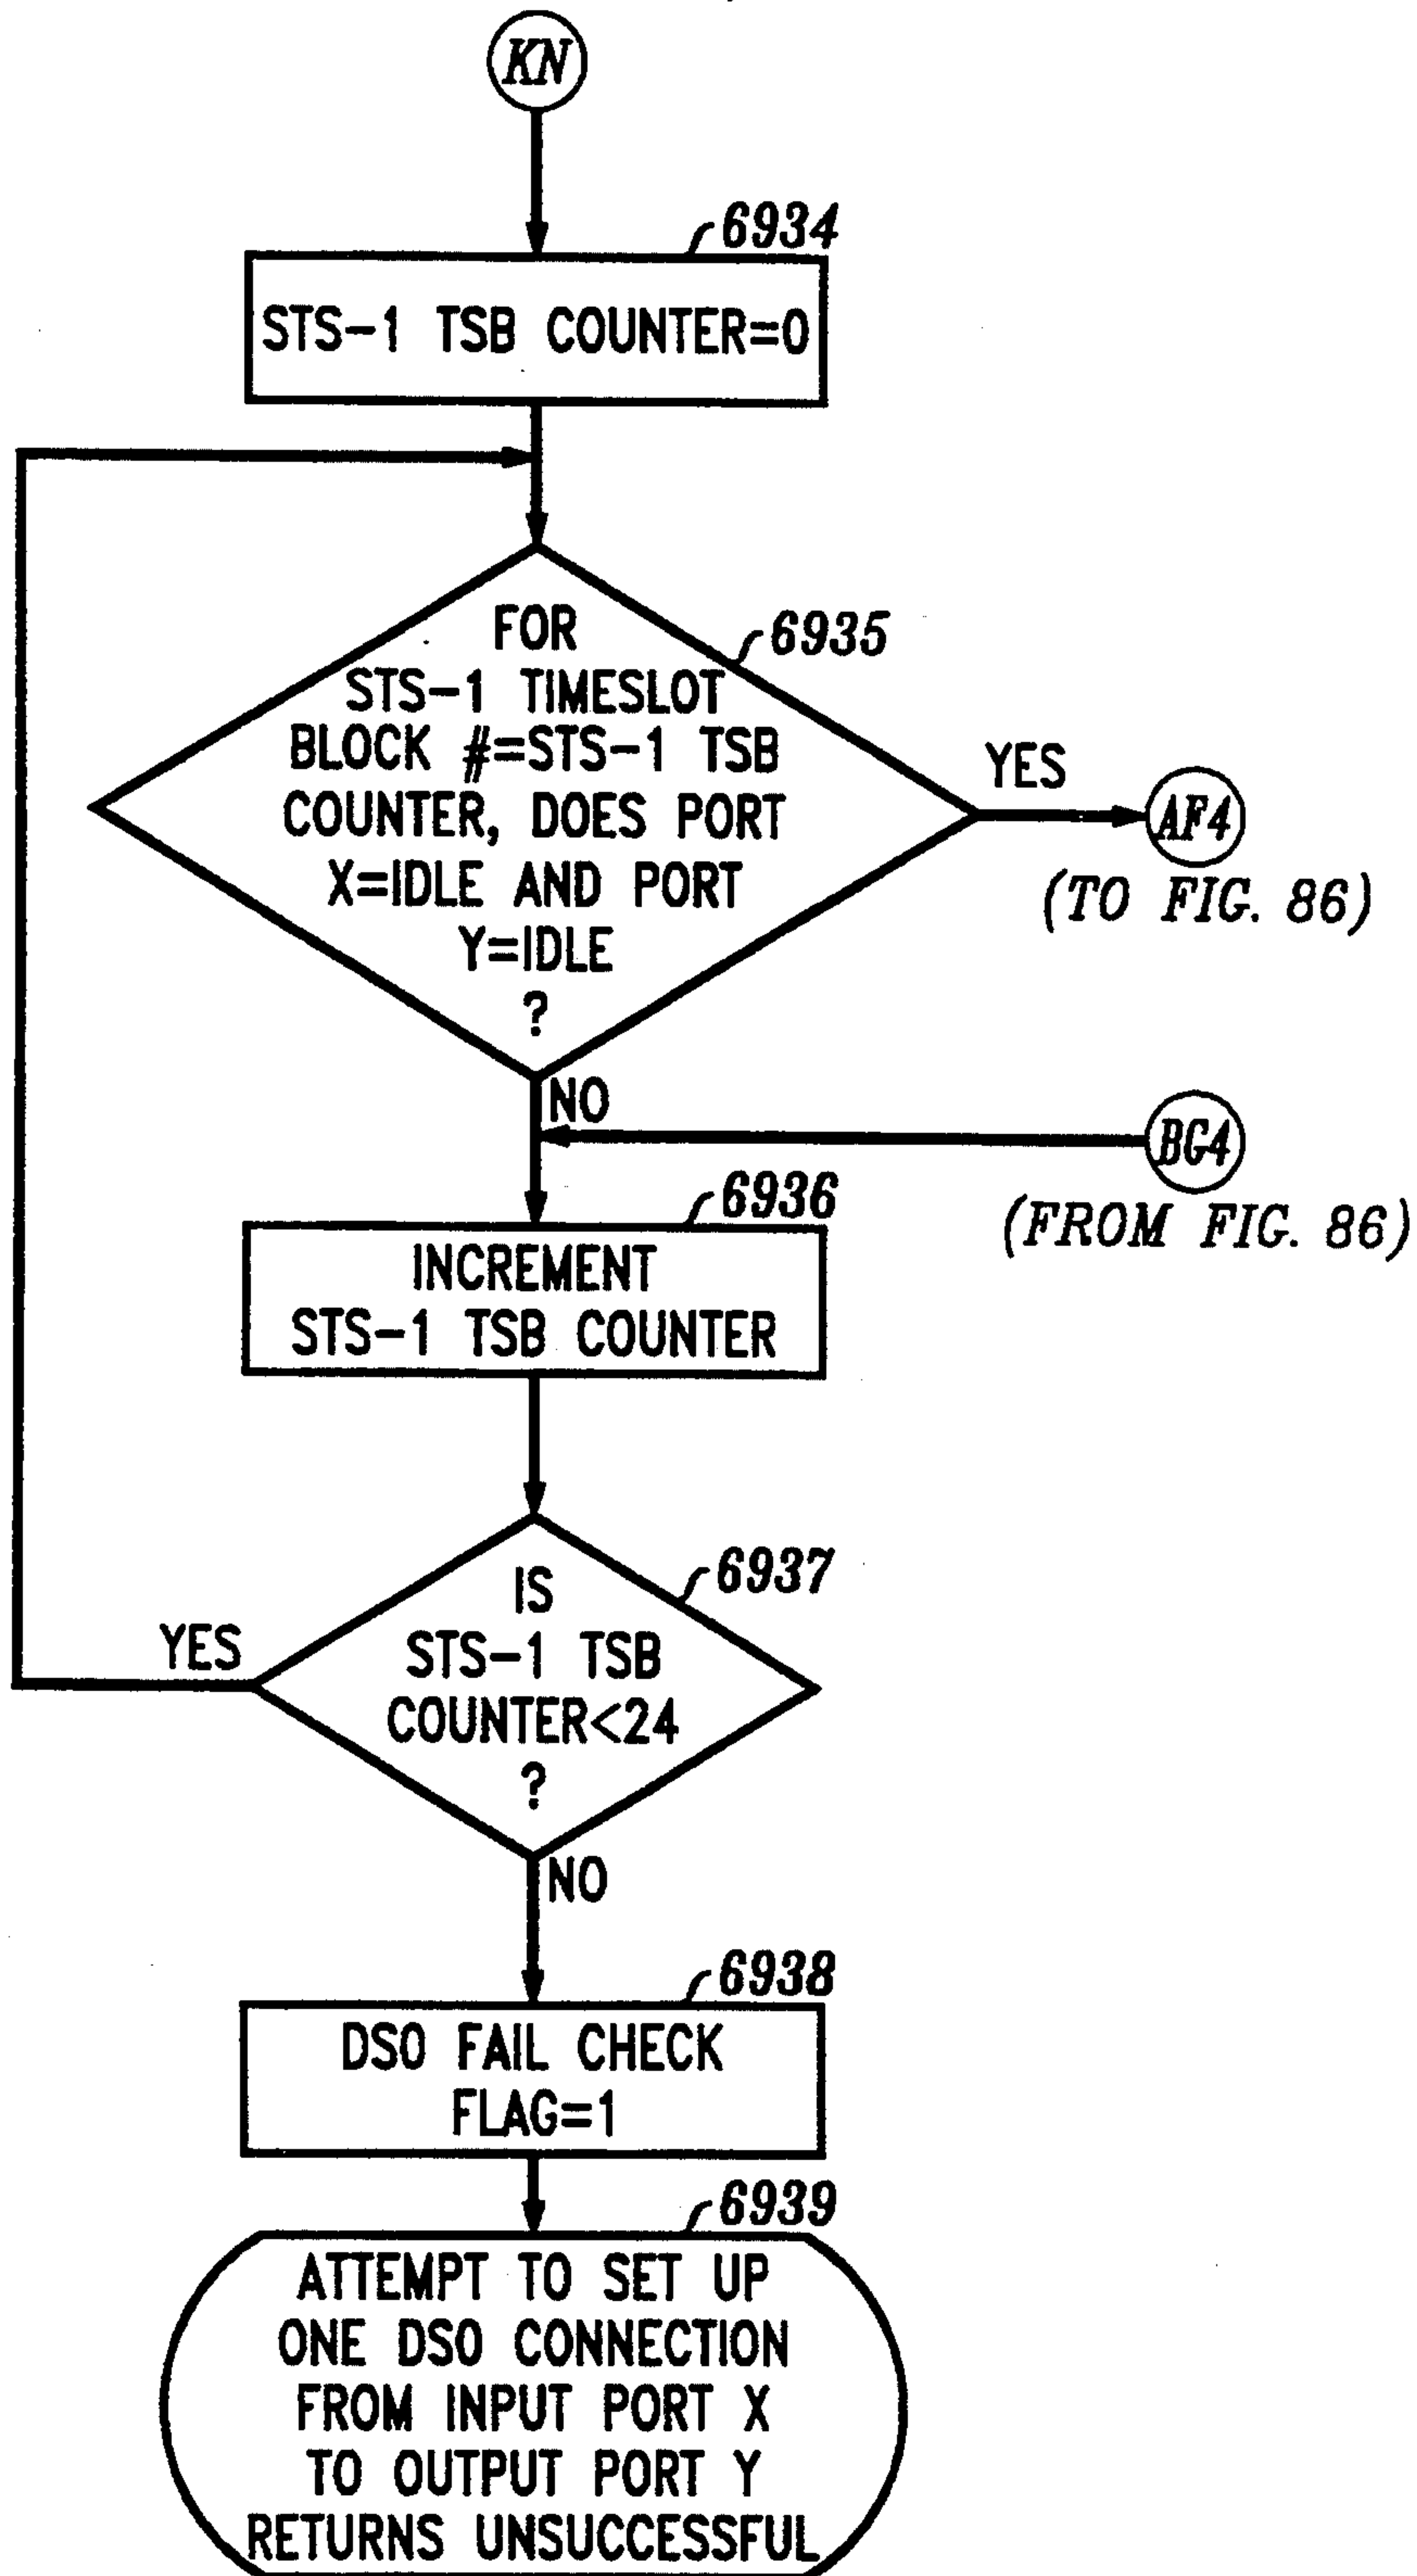 KN
6934
STS-1 TSB COUNTER=0
FOR
6935
STS-1 TIMESLOT
BLOCK #=STS-1 TSB
COUNTER, DOES PORT
X=IDLE AND PORT
Y=IDLE
?
YES
AF4
(TO FIG. 86)
NO
BG4
(FROM FIG. 86)
6936
INCREMENT
STS-1 TSB COUNTER
6937
IS
STS-1 TSB
COUNTER<24
?
YES
NO
6938
DS0 FAIL CHECK
FLAG=1
6939
ATTEMPT TO SET UP
ONE DS0 CONNECTION
FROM INPUT PORT X
TO OUTPUT PORT Y
RETURNS UNSUCCESSFUL